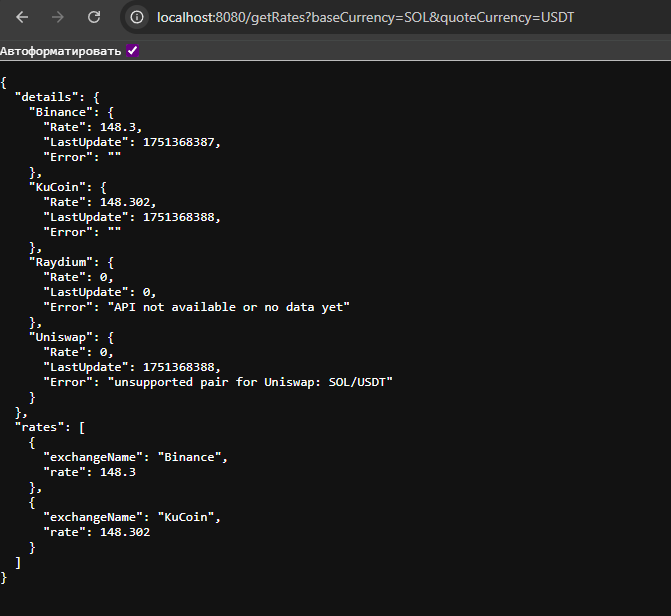 localhost:8080/getRates?baseCurrency=SOL&quoteCurrency=USDT
Автоформатировать
{
  "details": {
    "Binance": {
      "Rate": 148.3,
      "LastUpdate": 1751368387,
      "Error": ""
    },
    "KuCoin": {
      "Rate": 148.302,
      "LastUpdate": 1751368388,
      "Error": ""
    },
    "Raydium": {
      "Rate": 0,
      "LastUpdate": 0,
      "Error": "API not available or no data yet"
    },
    "Uniswap": {
      "Rate": 0,
      "LastUpdate": 1751368388,
      "Error": "unsupported pair for Uniswap: SOL/USDT"
    }
  },
  "rates": [
    {
      "exchangeName": "Binance",
      "rate": 148.3
    },
    {
      "exchangeName": "KuCoin",
      "rate": 148.302
    }
  ]
}